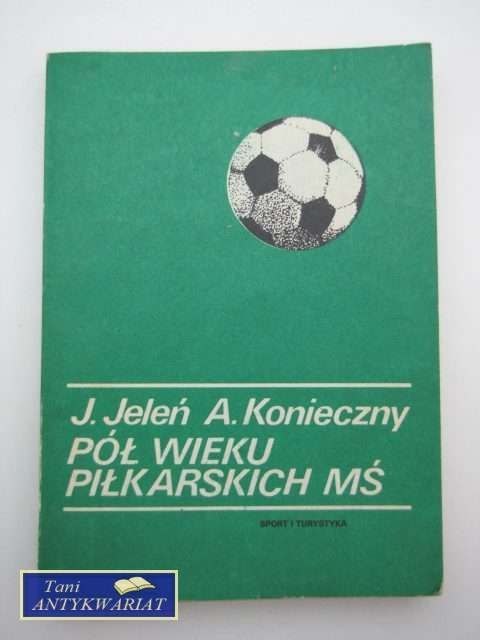 J. Jeleń A. Konieczny
PÓŁ WIEKU
PIŁKARSKICH MŚ
SPORT I TURYSTYKA
Tani
ANTYKWARIAT